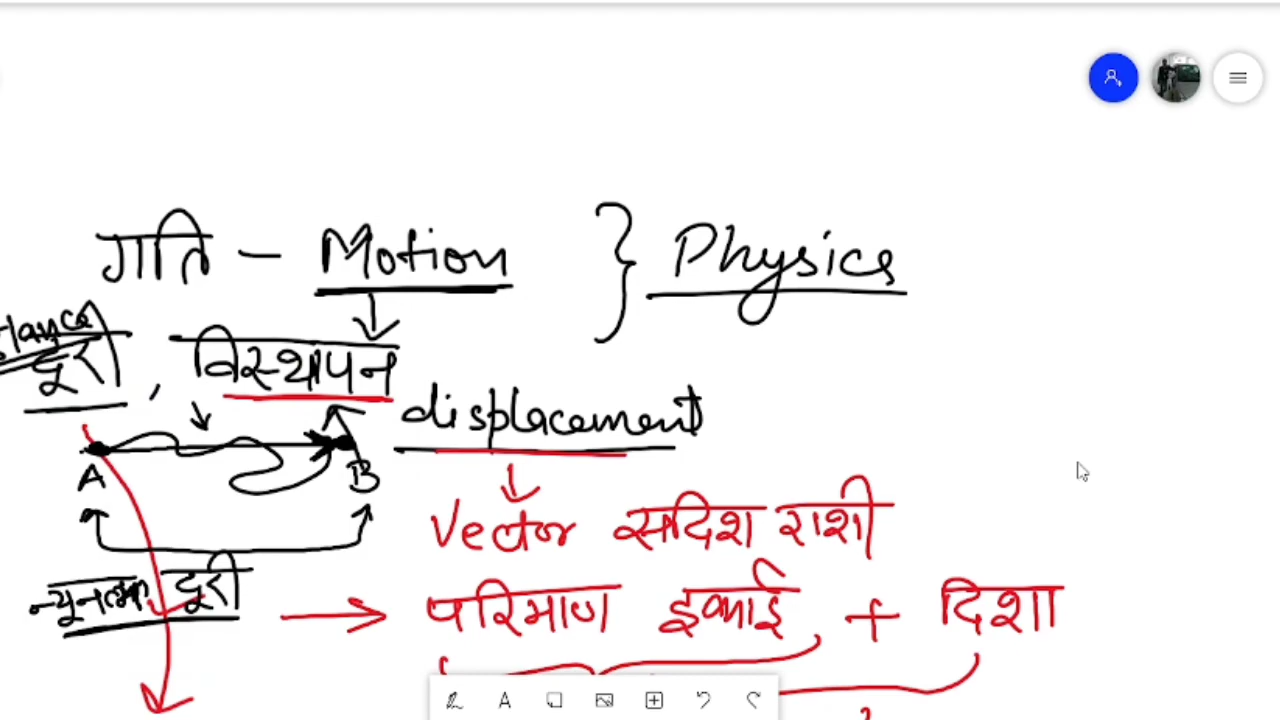 गति - Motion } Physics
दूरी, विस्थापन
displacement
A B
Vector सदिश राशी
न्यूनतम दूरी → परिमाण इकाई + दिशा
A